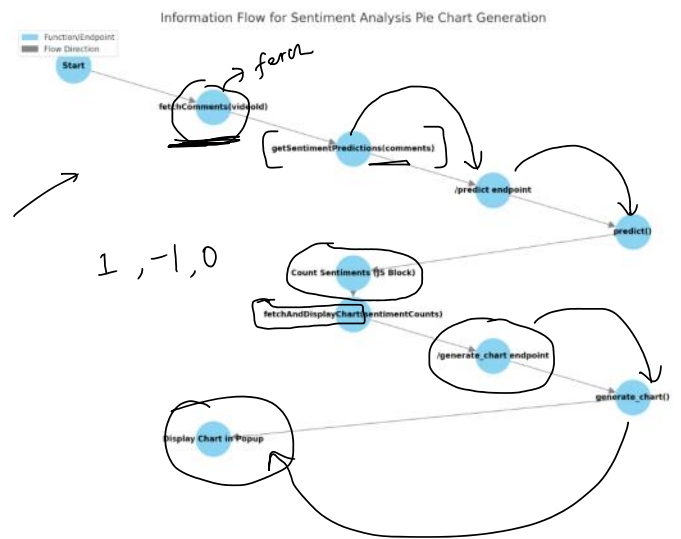 Information Flow for Sentiment Analysis Pie Chart Generation
Function/Endpoint
Flow Direction
Start
fetch
fetchComments(videoId)
getSentimentPredictions(comments)
/predict endpoint
predict()
1 , -1 , 0
Count Sentiments (JS Block)
fetchAndDisplayChart(sentimentCounts)
/generate_chart endpoint
generate_chart()
Display Chart in Popup